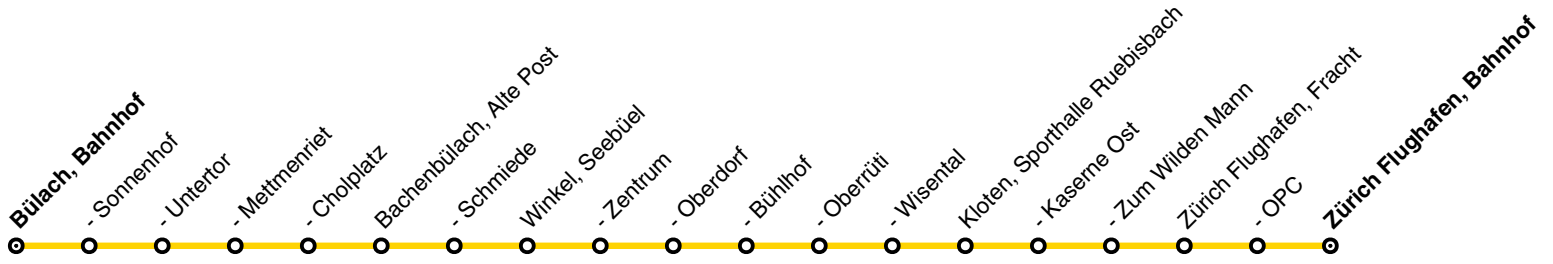 Bülach, Bahnhof
- Sonnenhof
- Untertor
- Mettmenriet
- Cholplatz
Bachenbülach, Alte Post
- Schmiede
Winkel, Seebüel
- Zentrum
- Oberdorf
- Bühlhof
- Oberrüti
- Wisental
Kloten, Sporthalle Ruebisbach
- Kaserne Ost
- Zum Wilden Mann
Zürich Flughafen, Fracht
- OPC
Zürich Flughafen, Bahnhof